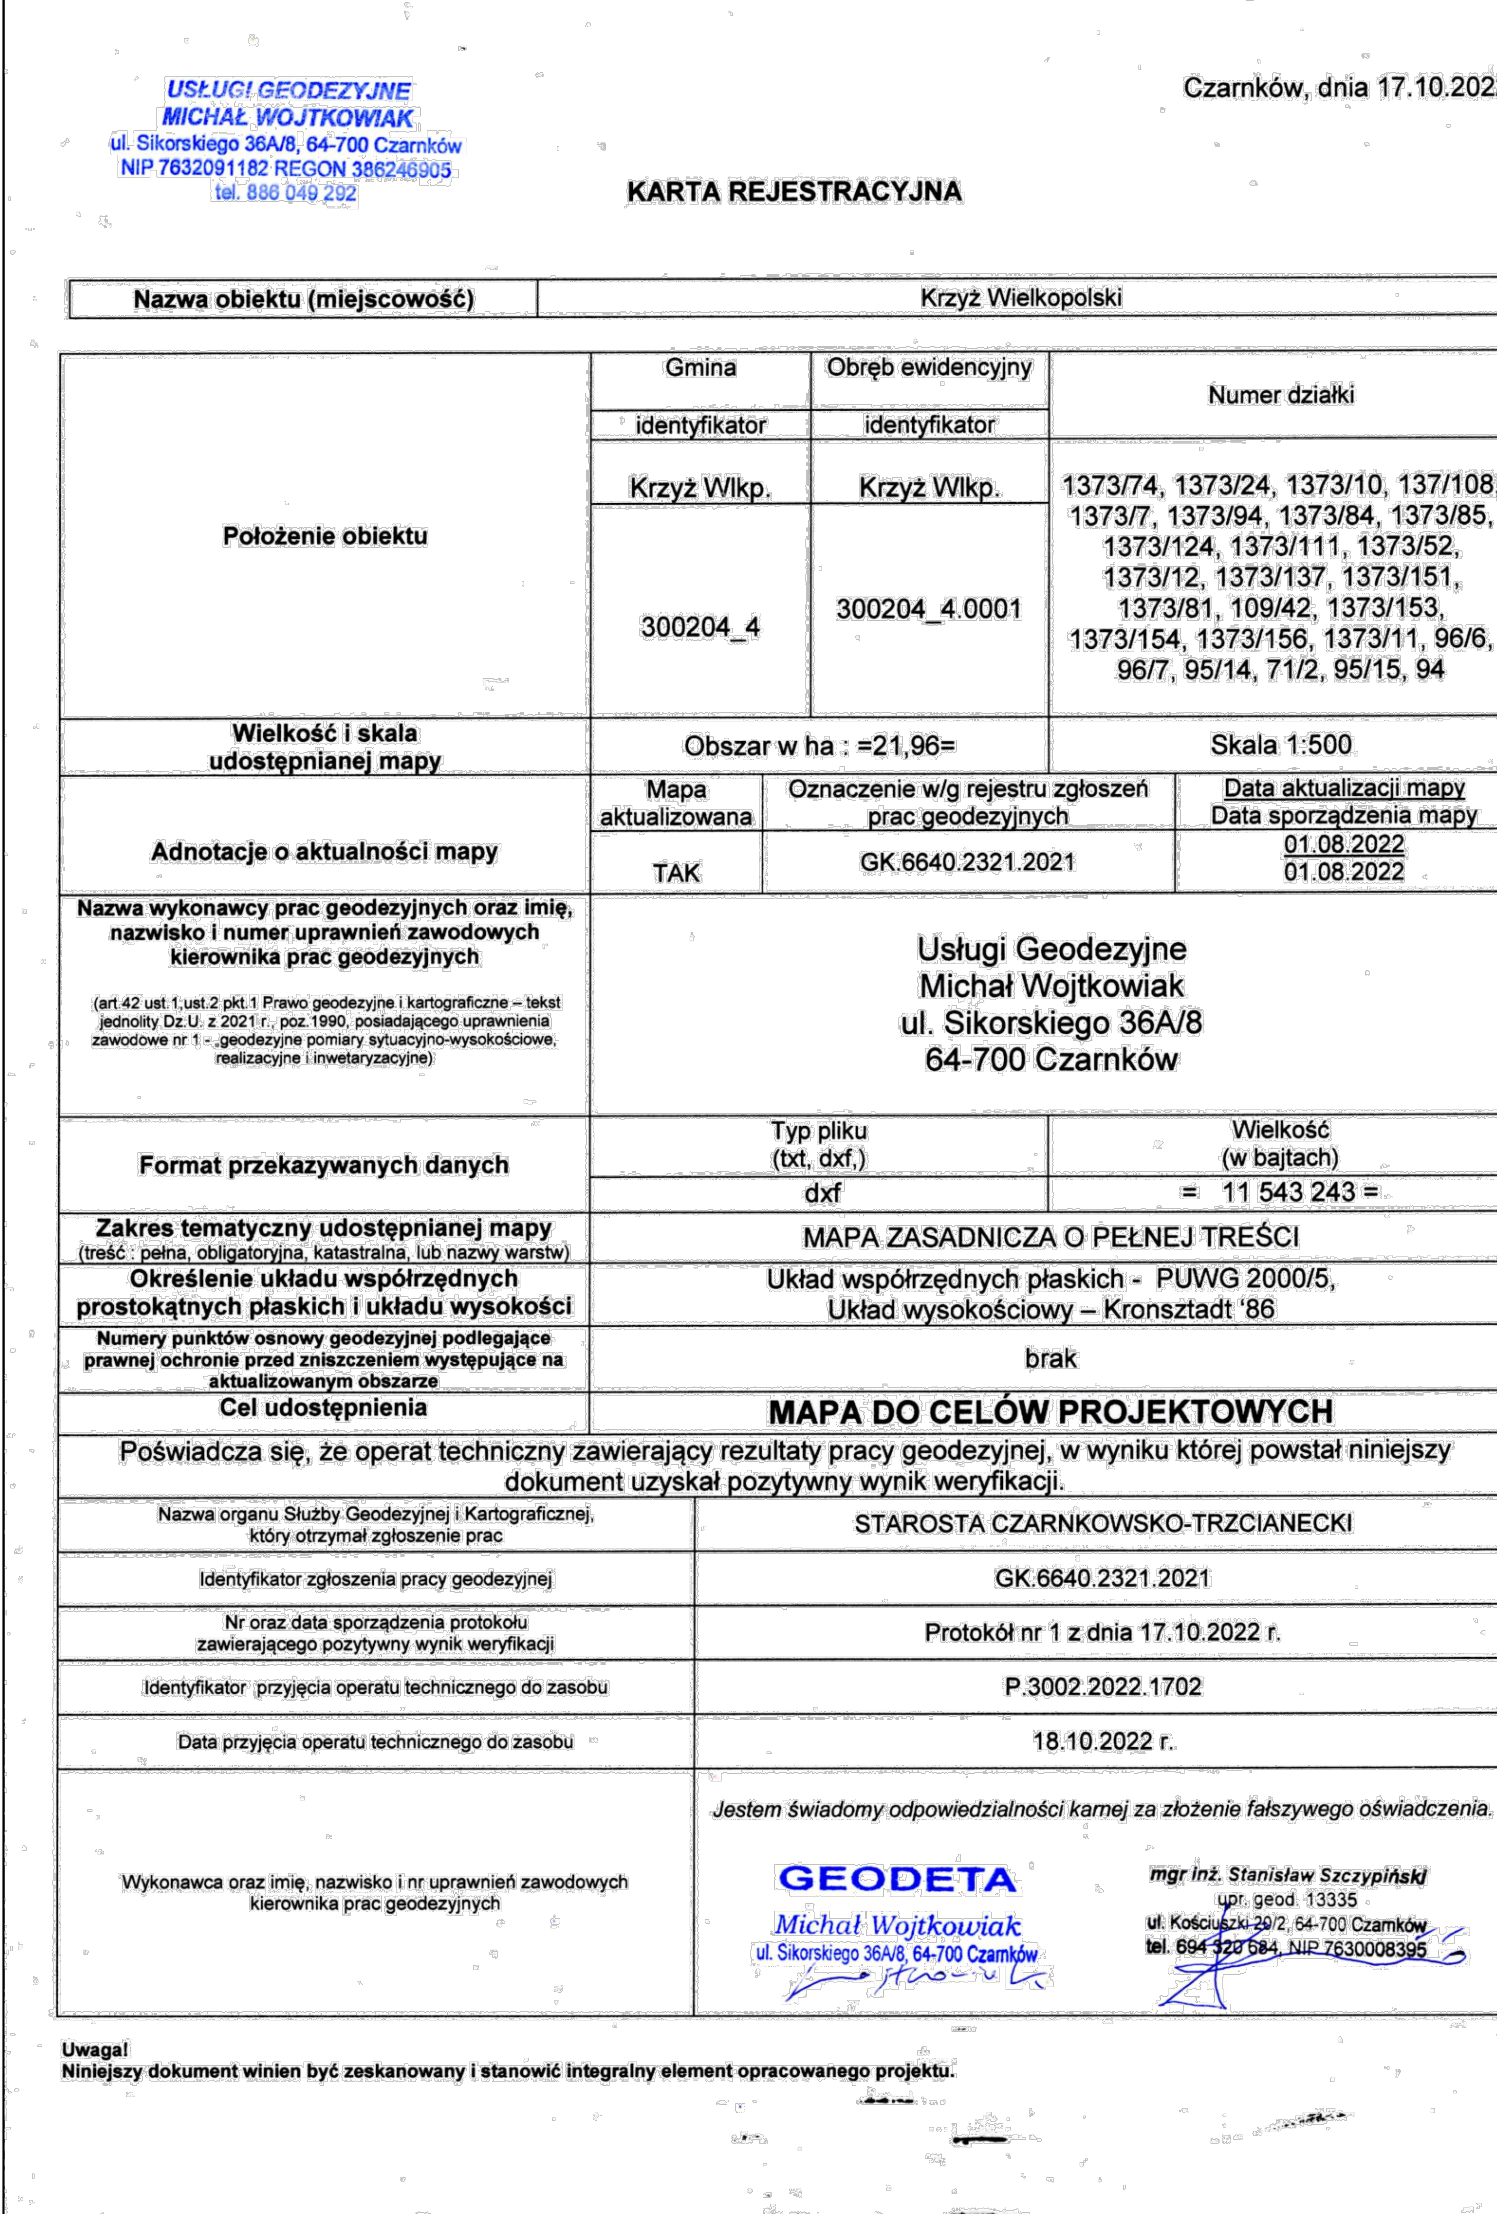 Czarnków, dnia 17.10.202
USŁUGI GEODEZYJNE
MICHAŁ WOJTKOWIAK
ul. Sikorskiego 36A/8, 64-700 Czarnków
NIP 7632091182 REGON 386246905
tel. 886 049 292
KARTA REJESTRACYJNA
Nazwa obiektu (miejscowość) Krzyż Wielkopolski
Położenie obiektu
Gmina
identyfikator
Obręb ewidencyjny
identyfikator
Numer działki
Krzyż Wlkp.
300204_4
Krzyż Wlkp.
300204_4.0001
1373/74, 1373/24, 1373/10, 137/108,
1373/7, 1373/94, 1373/84, 1373/85,
1373/124, 1373/111, 1373/52,
1373/12, 1373/137, 1373/151,
1373/81, 109/42, 1373/153,
1373/154, 1373/156, 1373/11, 96/6,
96/7, 95/14, 71/2, 95/15, 94
Wielkość i skala
udostępnianej mapy
Obszar w ha : =21,96=
Skala 1:500
Adnotacje o aktualności mapy
Mapa
aktualizowana
TAK
Oznaczenie w/g rejestru zgłoszeń
prac geodezyjnych
GK.6640.2321.2021
Data aktualizacji mapy
Data sporządzenia mapy
01.08.2022
01.08.2022
Nazwa wykonawcy prac geodezyjnych oraz imię,
nazwisko i numer uprawnień zawodowych
kierownika prac geodezyjnych
(art.42 ust.1,ust.2 pkt.1 Prawo geodezyjne i kartograficzne – tekst
jednolity Dz.U. z 2021 r., poz.1990, posiadającego uprawnienia
zawodowe nr 1 - „geodezyjne pomiary sytuacyjno-wysokościowe,
realizacyjne i inwetaryzacyjne)
Usługi Geodezyjne
Michał Wojtkowiak
ul. Sikorskiego 36A/8
64-700 Czarnków
Format przekazywanych danych
Typ pliku
(txt, dxf,)
dxf
Wielkość
(w bajtach)
= 11 543 243 =
Zakres tematyczny udostępnianej mapy
(treść : pełna, obligatoryjna, katastralna, lub nazwy warstw)
MAPA ZASADNICZA O PEŁNEJ TREŚCI
Określenie układu współrzędnych
prostokątnych płaskich i układu wysokości
Układ współrzędnych płaskich - PUWG 2000/5,
Układ wysokościowy – Kronsztadt ‘86
Numery punktów osnowy geodezyjnej podlegające
prawnej ochronie przed zniszczeniem występujące na
aktualizowanym obszarze
brak
Cel udostępnienia
MAPA DO CELÓW PROJEKTOWYCH
Poświadcza się, że operat techniczny zawierający rezultaty pracy geodezyjnej, w wyniku której powstał niniejszy
dokument uzyskał pozytywny wynik weryfikacji.
Nazwa organu Służby Geodezyjnej i Kartograficznej,
który otrzymał zgłoszenie prac
STAROSTA CZARNKOWSKO-TRZCIANECKI
Identyfikator zgłoszenia pracy geodezyjnej
GK.6640.2321.2021
Nr oraz data sporządzenia protokołu
zawierającego pozytywny wynik weryfikacji
Protokół nr 1 z dnia 17.10.2022 r.
Identyfikator przyjęcia operatu technicznego do zasobu
P.3002.2022.1702
Data przyjęcia operatu technicznego do zasobu
18.10.2022 r.
Wykonawca oraz imię, nazwisko i nr uprawnień zawodowych
kierownika prac geodezyjnych
Jestem świadomy odpowiedzialności karnej za złożenie fałszywego oświadczenia.
GEODETA
Michał Wojtkowiak
ul. Sikorskiego 36A/8, 64-700 Czarnków
mgr inż. Stanisław Szczypiński
upr. geod. 13335
ul. Kościuszki 20/2, 64-700 Czarnków
tel. 694 320 684, NIP 7630008395
Uwaga!
Niniejszy dokument winien być zeskanowany i stanowić integralny element opracowanego projektu.